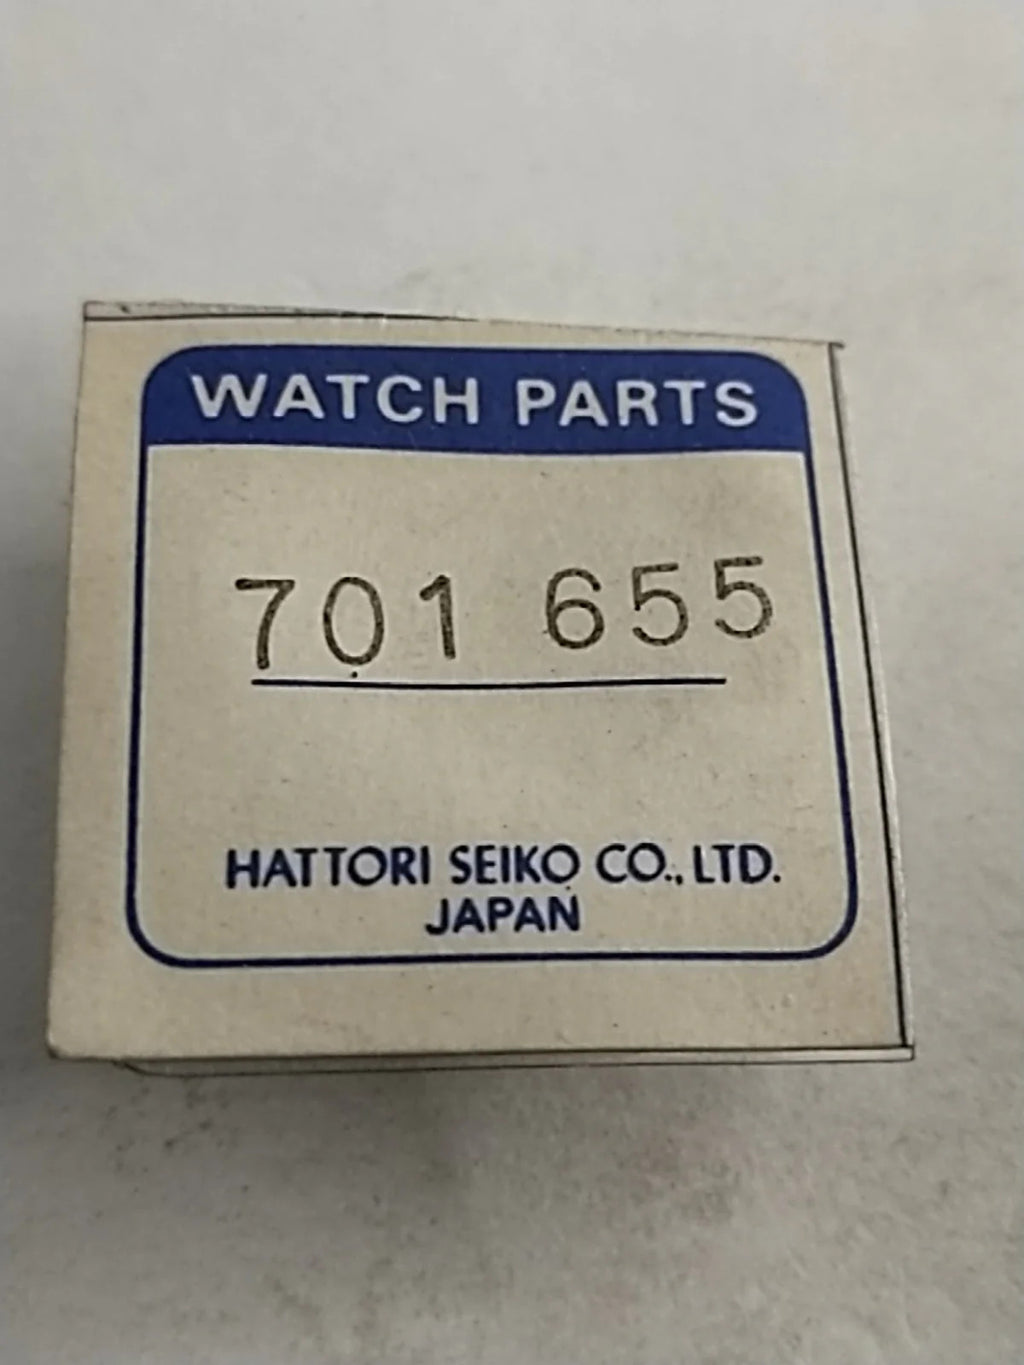 WATCH PARTS
701 655
HATTORI SEIKO CO., LTD.
JAPAN